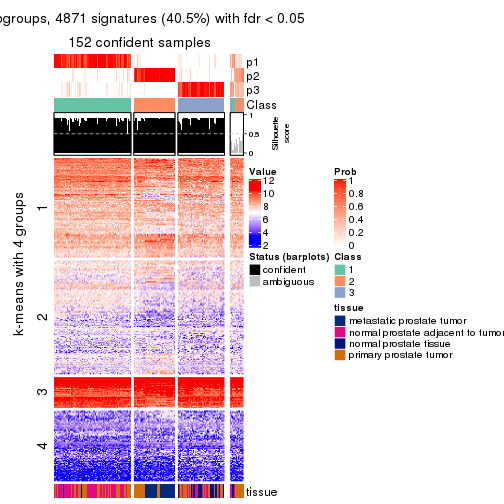 groups, 4871 signatures (40.5%) with fdr < 0.05
152 confident samples
p1
p2
p3
Class
1
0.5
0
Silhouette
score
k-means with 4 groups
1
2
3
4
tissue
Value
12
10
8
6
4
2
Prob
1
0.8
0.6
0.4
0.2
0
Status (barplots)
confident
ambiguous
Class
1
2
3
tissue
metastatic prostate tumor
normal prostate adjacent to tumor
normal prostate tissue
primary prostate tumor